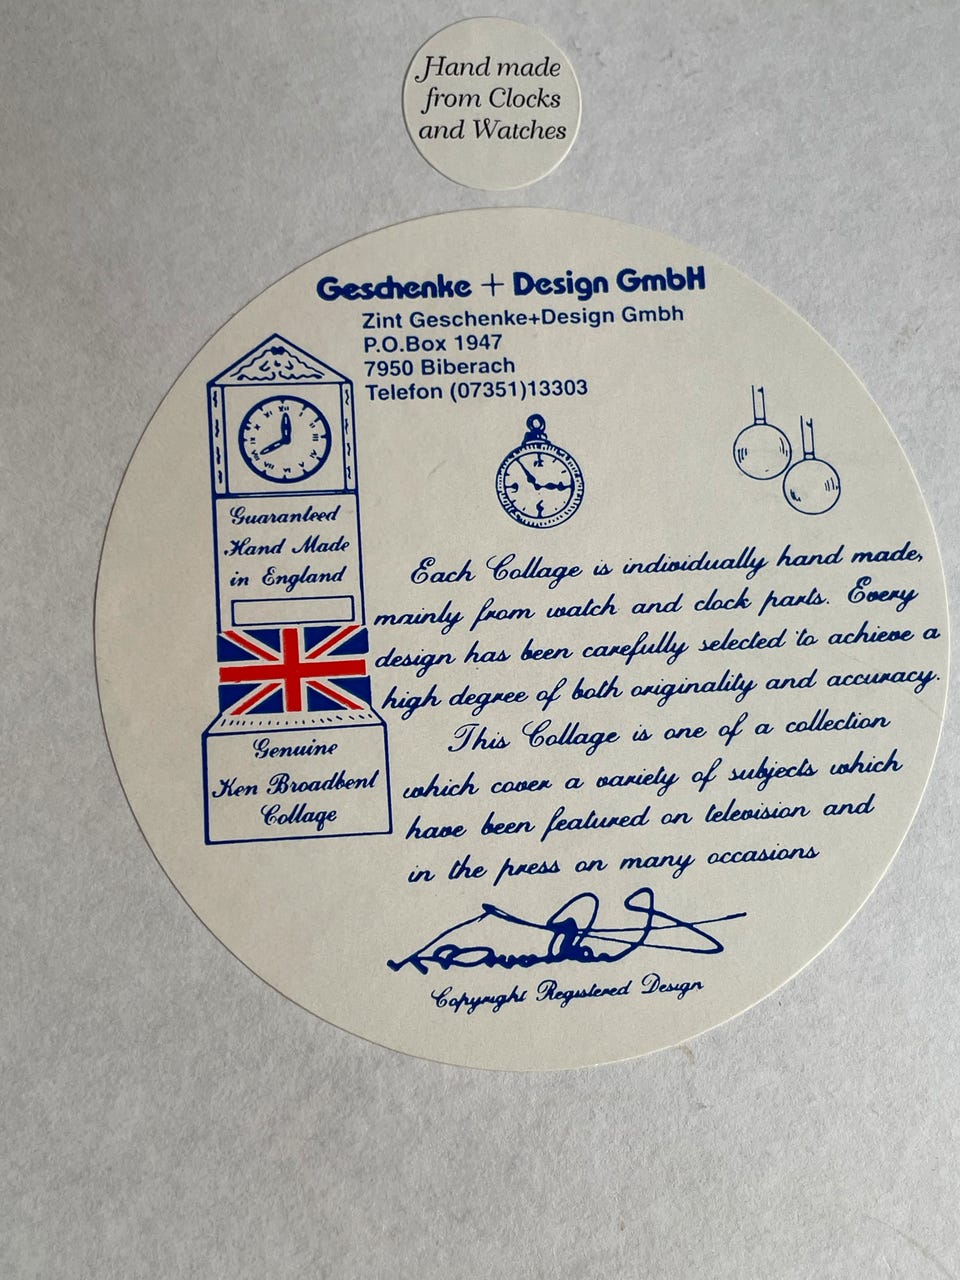 Hand made
from Clocks
and Watches
Geschenke + Design GmbH
Zint Geschenke+Design Gmbh
P.O.Box 1947
7950 Biberach
Telefon (07351)13303
Guaranteed
Hand Made
in England
Genuine
Ken Broadbent
Collage
Each Collage is individually hand made,
mainly from watch and clock parts. Every
design has been carefully selected to achieve a
high degree of both originality and accuracy.
This Collage is one of a collection
which cover a variety of subjects which
have been featured on television and
in the press on many occasions
Copyright Registered Design